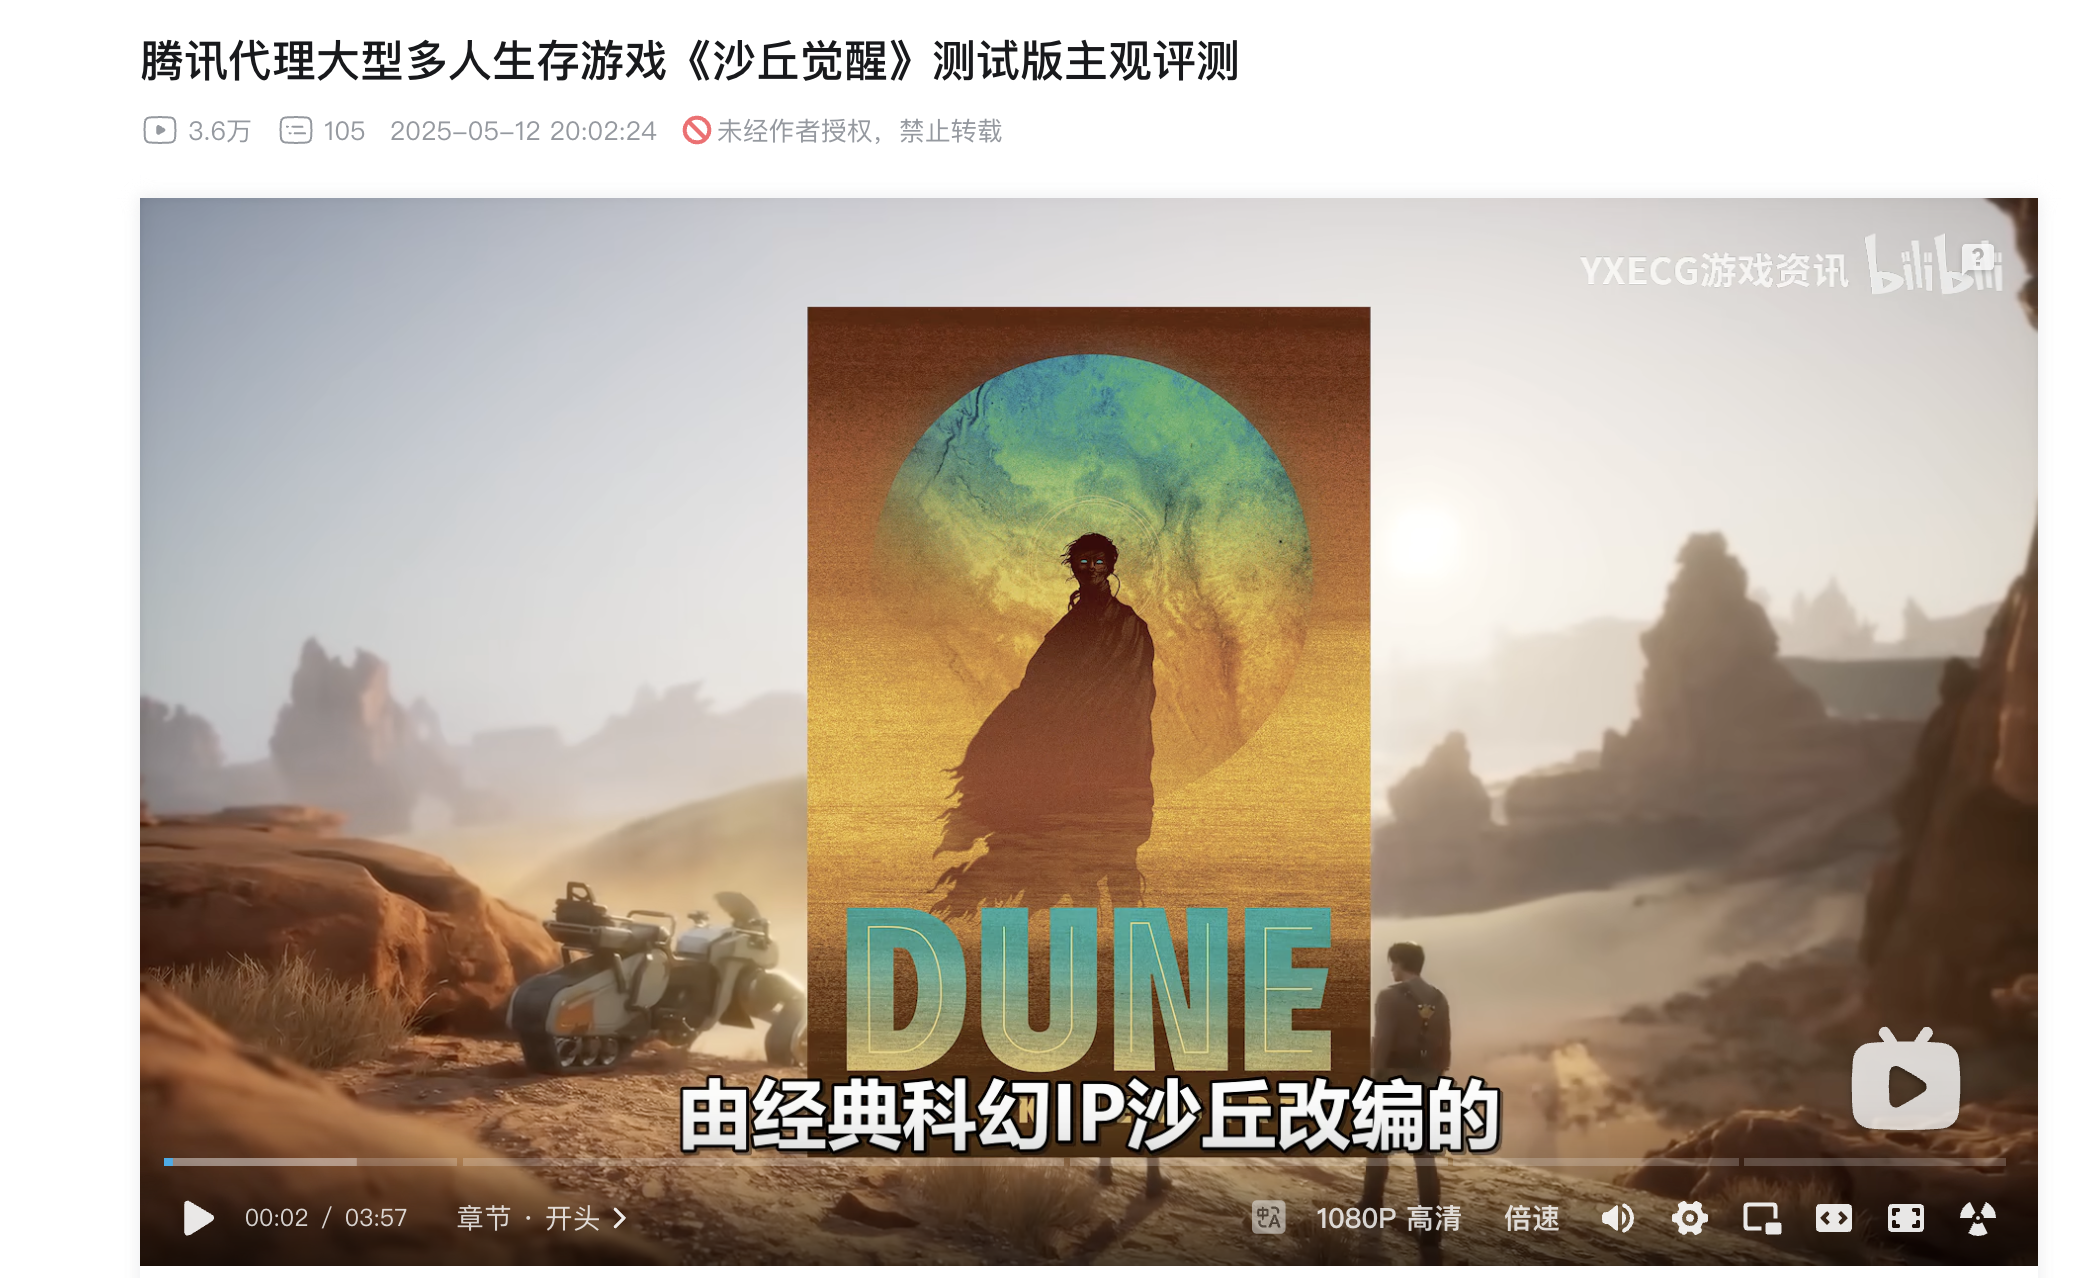 腾讯代理大型多人生存游戏《沙丘觉醒》测试版主观评测
3.6万 105 2025-05-12 20:02:24 未经作者授权，禁止转载
YXECG游戏资讯 bilibili
DUNE
由经典科幻IP沙丘改编的
00:02 / 03:57 章节 · 开头 1080P 高清 倍速